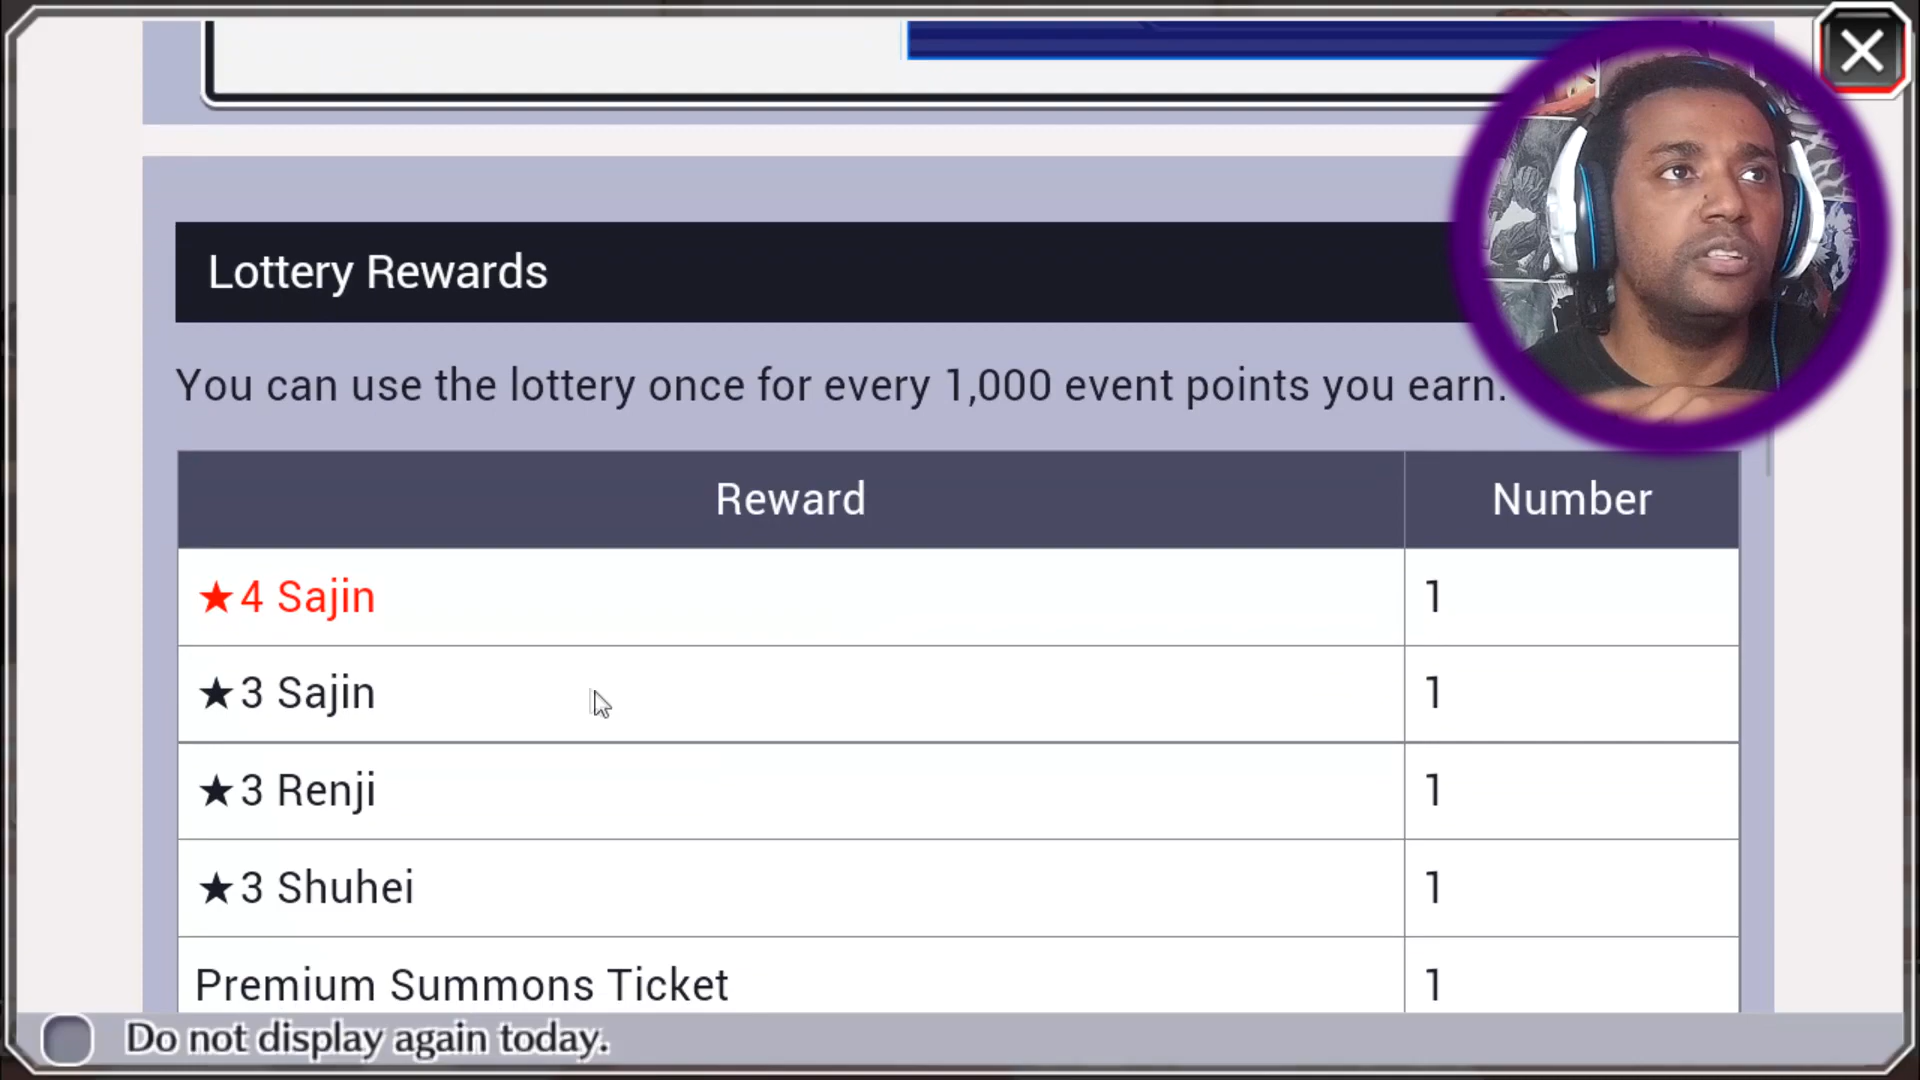 Lottery Rewards
You can use the lottery once for every 1,000 event points you earn.
Reward Number
★4 Sajin 1
★3 Sajin 1
★3 Renji 1
★3 Shuhei 1
Premium Summons Ticket 1
Do not display again today.